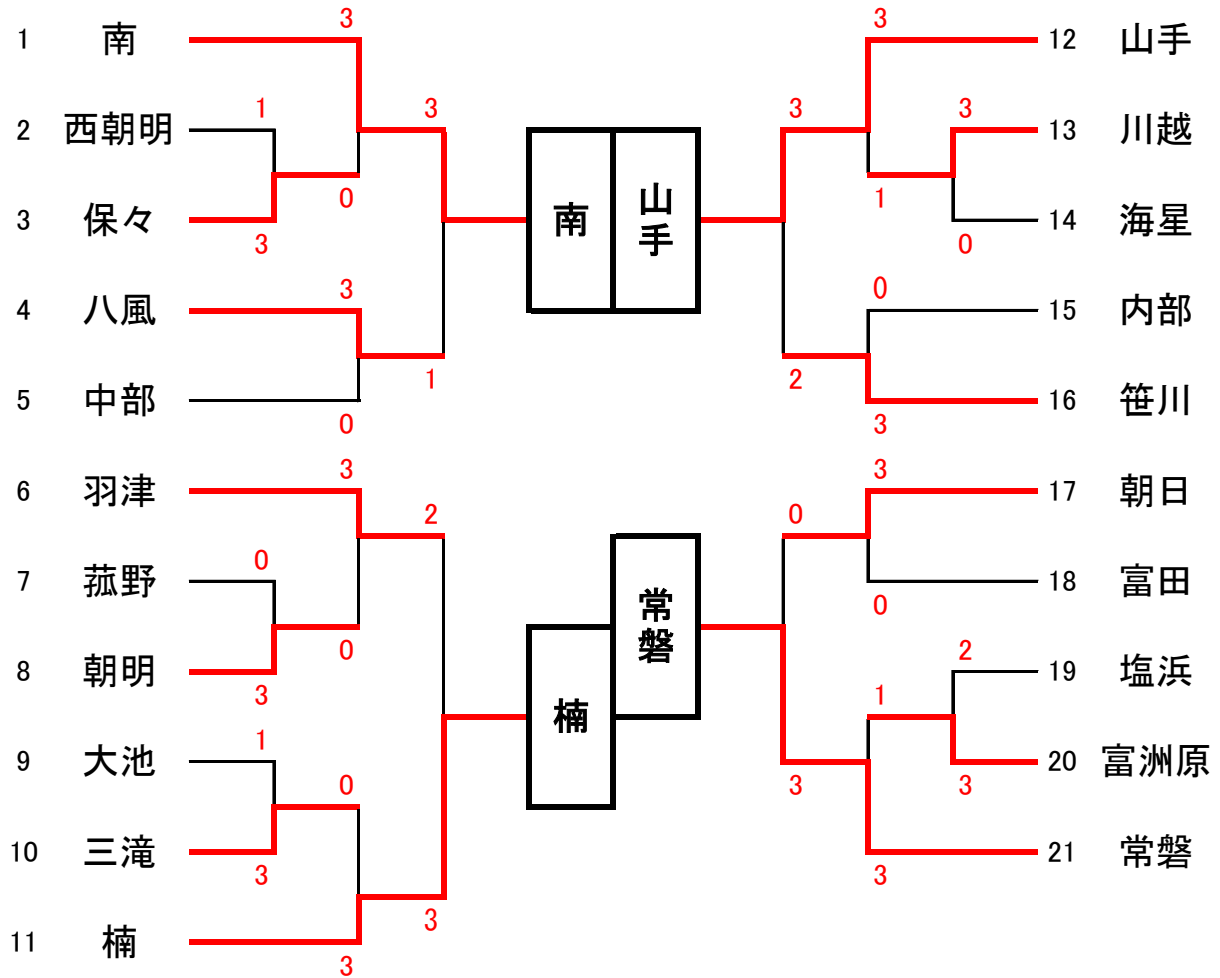 3
3
1 南
12 山手
1
3
3
3
2 西朝明
13 川越
南
山手
0
1
3 保々
14 海星
3
0
3
0
4 八風
15 内部
1
2
5 中部
16 笹川
0
3
3
3
6 羽津
17 朝日
2
0
0
7 菰野
18 富田
0
常磐
0
2
8 朝明
19 塩浜
3
1
楠
1
9 大池
20 富洲原
0
3
3
10 三滝
21 常磐
3
3
3
11 楠
3